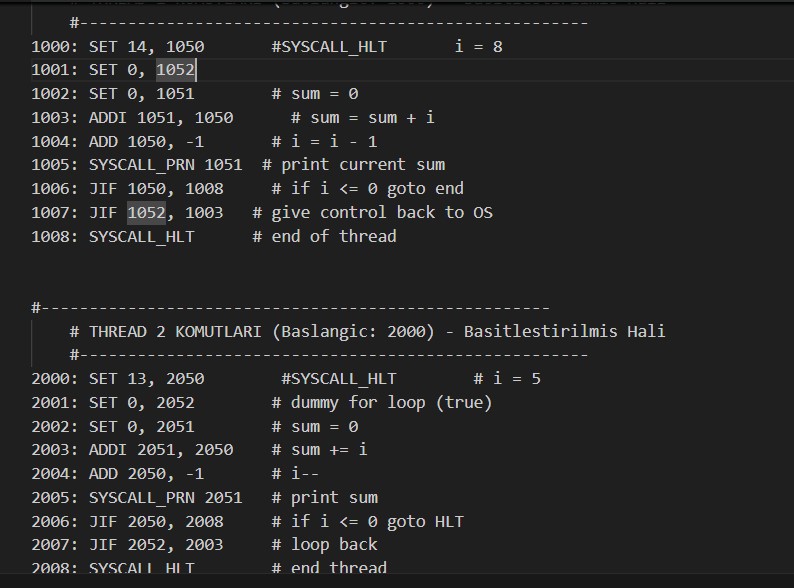 #-----------------------------------------------------
1000: SET 14, 1050       #SYSCALL_HLT       i = 8
1001: SET 0, 1052
1002: SET 0, 1051        # sum = 0
1003: ADDI 1051, 1050      # sum = sum + i
1004: ADD 1050, -1       # i = i - 1
1005: SYSCALL_PRN 1051  # print current sum
1006: JIF 1050, 1008     # if i <= 0 goto end
1007: JIF 1052, 1003   # give control back to OS
1008: SYSCALL_HLT      # end of thread
#-----------------------------------------------------
# THREAD 2 KOMUTLARI (Baslangic: 2000) - Basitlestirilmis Hali
#-----------------------------------------------------
2000: SET 13, 2050        #SYSCALL_HLT        # i = 5
2001: SET 0, 2052        # dummy for loop (true)
2002: SET 0, 2051        # sum = 0
2003: ADDI 2051, 2050    # sum += i
2004: ADD 2050, -1       # i--
2005: SYSCALL_PRN 2051   # print sum
2006: JIF 2050, 2008     # if i <= 0 goto HLT
2007: JIF 2052, 2003     # loop back
2008: SYSCALL_HLT        # end thread